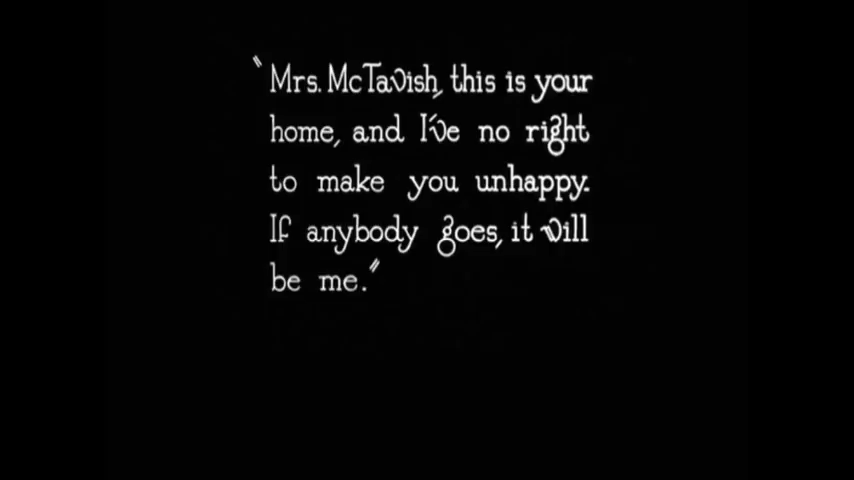 "Mrs. McTavish, this is your
home, and I've no right
to make you unhappy.
If anybody goes, it will
be me."